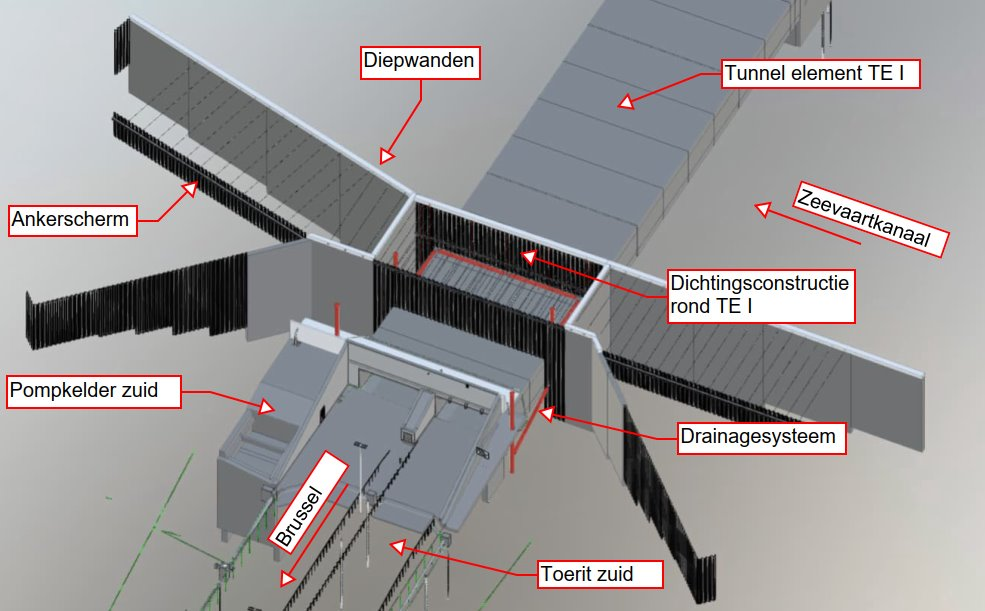 Diepwanden
Tunnel element TE I
Ankerscherm
Zeevaartkanaal
Dichtingsconstructie
rond TE I
Pompkelder zuid
Drainagesysteem
Brussel
Toerit zuid